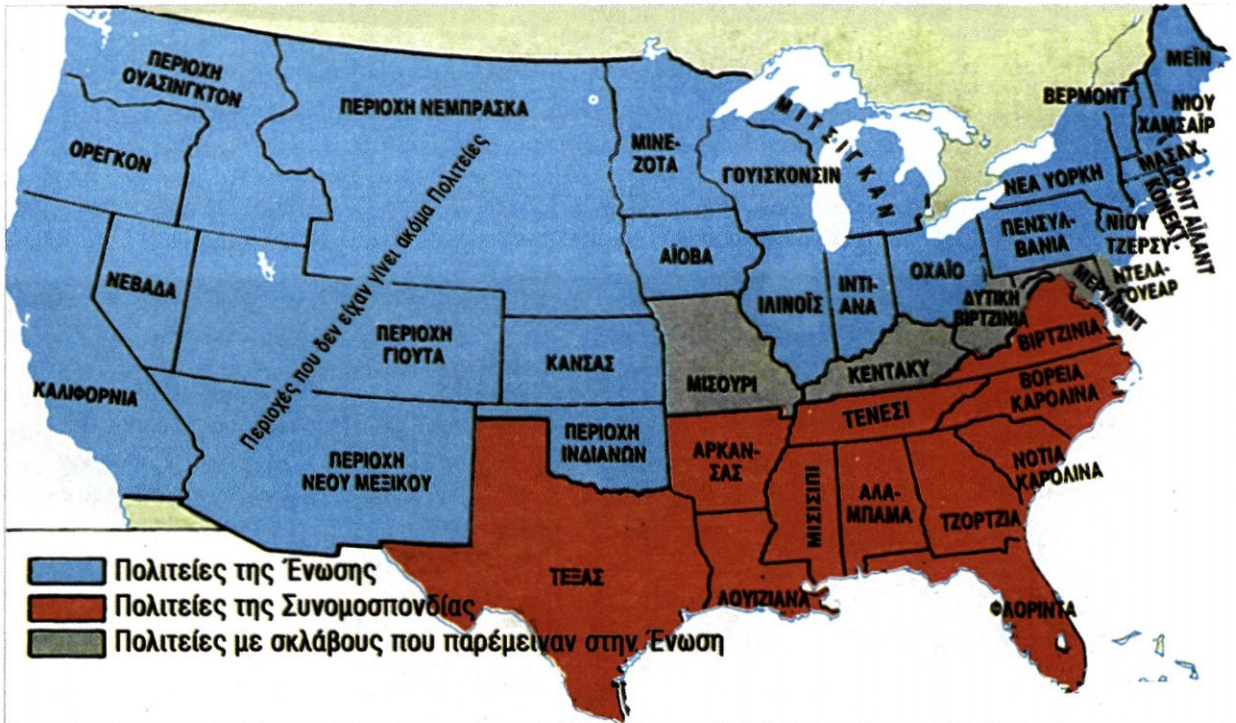 ΠΕΡΙΟΧΗ
ΟΥΑΣΙΝΓΚΤΟΝ
ΟΡΕΓΚΟΝ
ΠΕΡΙΟΧΗ ΝΕΜΠΡΑΣΚΑ
Περιοχές που δεν είχαν γίνει ακόμα Πολιτείες
ΜΙΝΕ-
ΖΟΤΑ
ΓΟΥΙΣΚΟΝΣΙΝ
ΜΙΤΣΙΓΚΑΝ
ΒΕΡΜΟΝΤ
ΜΕΪΝ
ΝΙΟΥ
ΧΑΜΣΑΪΡ
ΜΑΣΑΧ.
ΡΟΝΤ ΑΪΛΑΝΤ
ΚΟΝΕΚΤ
ΝΕΑ ΥΟΡΚΗ
ΠΕΝΣΥΛ-
ΒΑΝΙΑ
ΝΙΟΥ
ΤΖΕΡΣΥ
ΝΤΕΛΑ-
ΓΟΥΕΑΡ
ΜΕΡΙΛΑΝΤ
ΝΕΒΑΔΑ
ΑΪΟΒΑ
ΙΛΙΝΟΪΣ
ΙΝΤΙ-
ΑΝΑ
ΟΧΑΪΟ
ΔΥΤΙΚΗ
ΒΙΡΤΖΙΝΙΑ
ΒΙΡΤΖΙΝΙΑ
ΚΑΛΙΦΟΡΝΙΑ
ΠΕΡΙΟΧΗ
ΓΙΟΥΤΑ
ΚΑΝΣΑΣ
ΜΙΣΟΥΡΙ
ΚΕΝΤΑΚΥ
ΒΟΡΕΙΑ
ΚΑΡΟΛΙΝΑ
ΤΕΝΕΣΙ
ΠΕΡΙΟΧΗ
ΝΕΟΥ ΜΕΞΙΚΟΥ
ΠΕΡΙΟΧΗ
ΙΝΔΙΑΝΩΝ
ΑΡΚΑΝ-
ΣΑΣ
ΝΟΤΙΑ
ΚΑΡΟΛΙΝΑ
ΜΙΣΙΣΙΠΙ
ΑΛΑ-
ΜΠΑΜΑ
ΤΖΟΡΤΖΙΑ
ΤΕΞΑΣ
ΛΟΥΙΖΙΑΝΑ
ΦΛΟΡΙΝΤΑ
Πολιτείες της Ένωσης
Πολιτείες της Συνομοσπονδίας
Πολιτείες με σκλάβους που παρέμειναν στην Ένωση